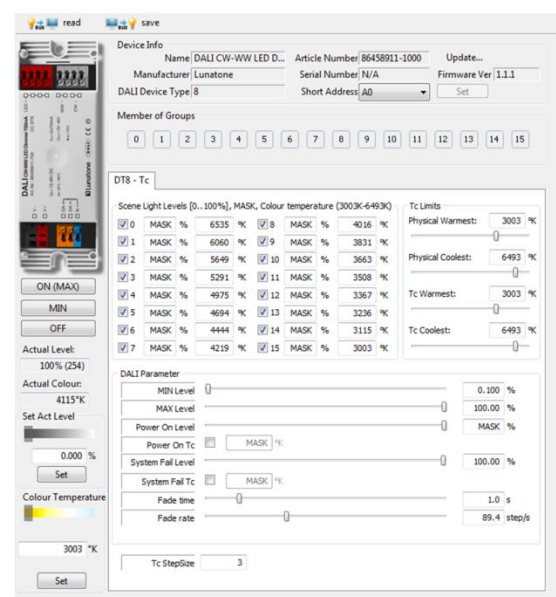 read save
Device Info
Name DALI CW-WW LED D... Article Number 86458911-1000 Update...
Manufacturer Lunatone Serial Number N/A Firmware Ver 1.1.1
DALI Device Type 8 Short Address A0 Set
Member of Groups
0 1 2 3 4 5 6 7 8 9 10 11 12 13 14 15
DT8 - Tc
Scene Light Levels [0..100%], MASK, Colour temperature (3003K-6493K) Tc Limits
0 MASK % 6535 °K 8 MASK % 4016 °K Physical Warmest: 3003 °K
1 MASK % 6060 °K 9 MASK % 3831 °K
2 MASK % 5649 °K 10 MASK % 3663 °K Physical Coolest: 6493 °K
3 MASK % 5291 °K 11 MASK % 3508 °K
4 MASK % 4975 °K 12 MASK % 3367 °K Tc Warmest: 3003 °K
5 MASK % 4694 °K 13 MASK % 3236 °K
6 MASK % 4444 °K 14 MASK % 3115 °K Tc Coolest: 6493 °K
7 MASK % 4219 °K 15 MASK % 3003 °K
DALI Parameter
MIN Level 0.100 %
MAX Level 100.00 %
Power On Level MASK %
Power On Tc MASK °K
System Fail Level 100.00 %
System Fail Tc MASK °K
Fade time 1.0 s
Fade rate 89.4 step/s
Tc StepSize 3
DALI CW-WW LED Dimmer
Lunatone
ON (MAX)
MIN
OFF
Actual Level:
100% (254)
Actual Colour:
4115°K
Set Act Level
0.000 %
Set
Colour Temperature
3003 °K
Set